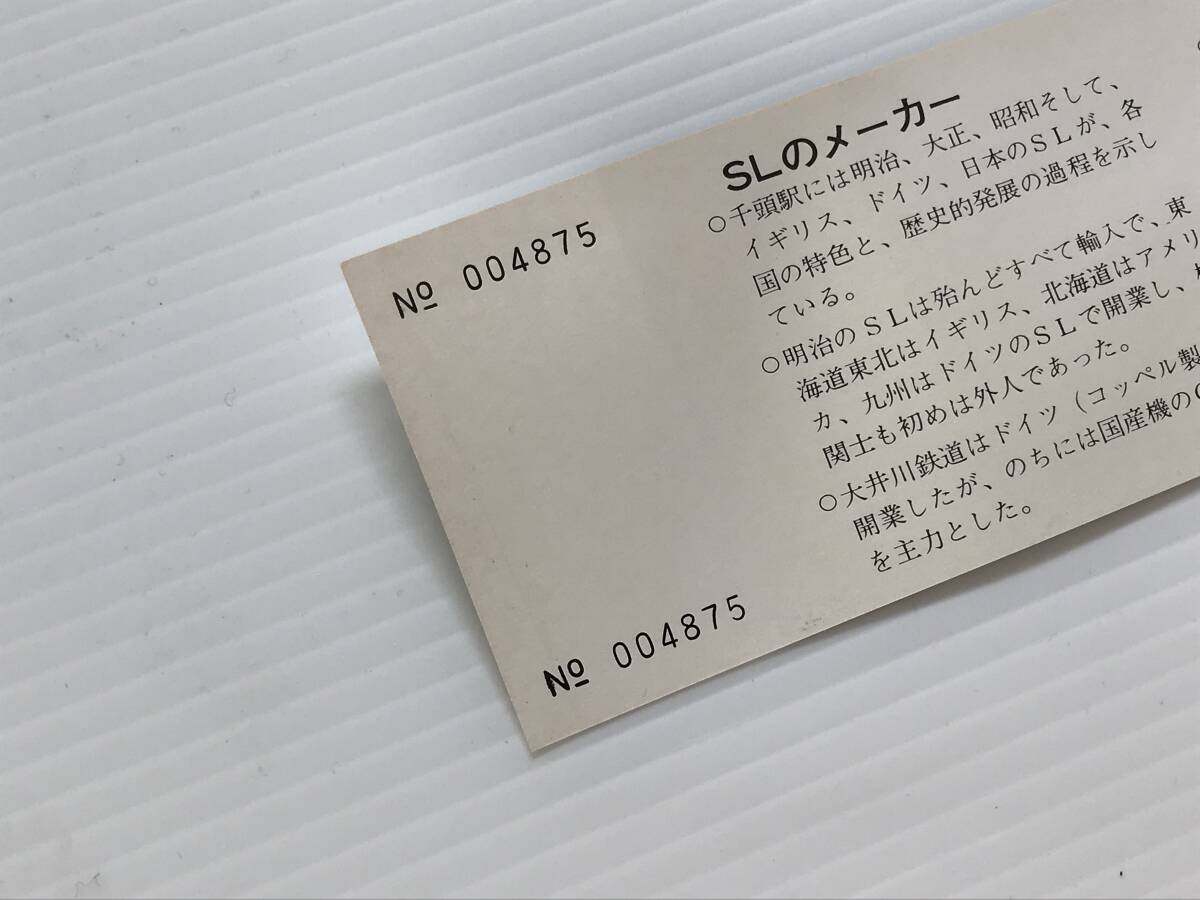 № 004875
SLのメーカー
○千頭駅には明治、大正、昭和そして、
イギリス、ドイツ、日本のＳＬが、各
国の特色と、歴史的発展の過程を示し
ている。
○明治のＳＬは殆んどすべて輸入で、東
海道東北はイギリス、北海道はアメリ
カ、九州はドイツのＳＬで開業し、
関士も初めは外人であった。
○大井川鉄道はドイツ（コッペル製
開業したが、のちには国産機の
を主力とした。
№ 004875